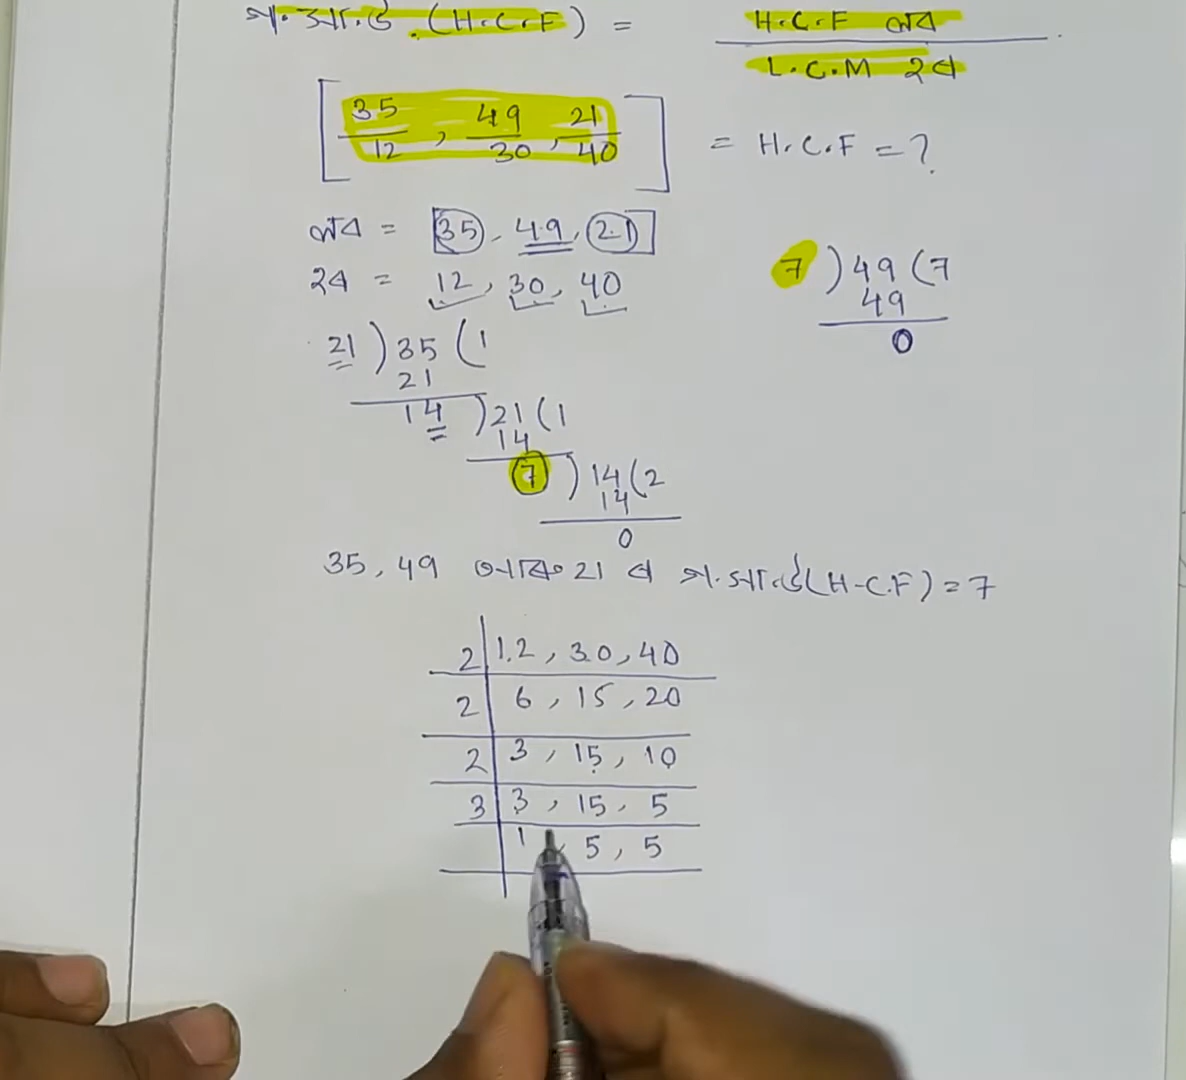 গ.সা.গু.(H.C.F) = H.C.F লব / L.C.M হর
[35/12, 49/30, 21/40] = H.C.F = ?
লব = 35, 49, 21
হর = 12, 30, 40
7 ) 49 ( 7
49
0
21 ) 35 ( 1
21
14 ) 21 ( 1
14
7 ) 14 ( 2
14
0
35, 49 21 র গ.সা.গু(H.C.F) = 7
2 | 12, 30, 40
2 | 6, 15, 20
2 | 3, 15, 10
3 | 3, 15, 5
1, 5, 5